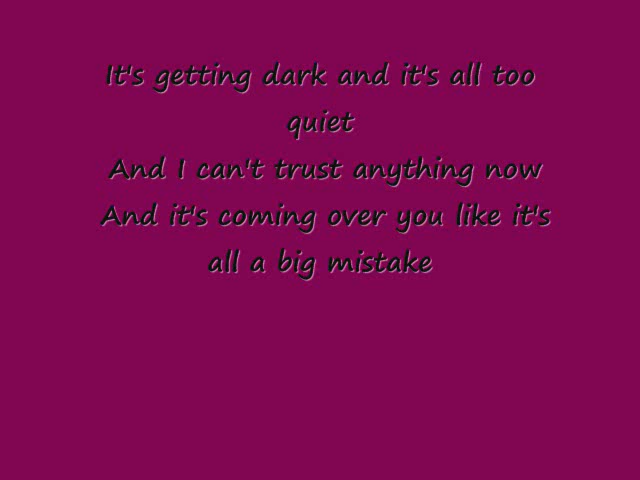 It's getting dark and it's all too
quiet
And I can't trust anything now
And it's coming over you like it's
all a big mistake